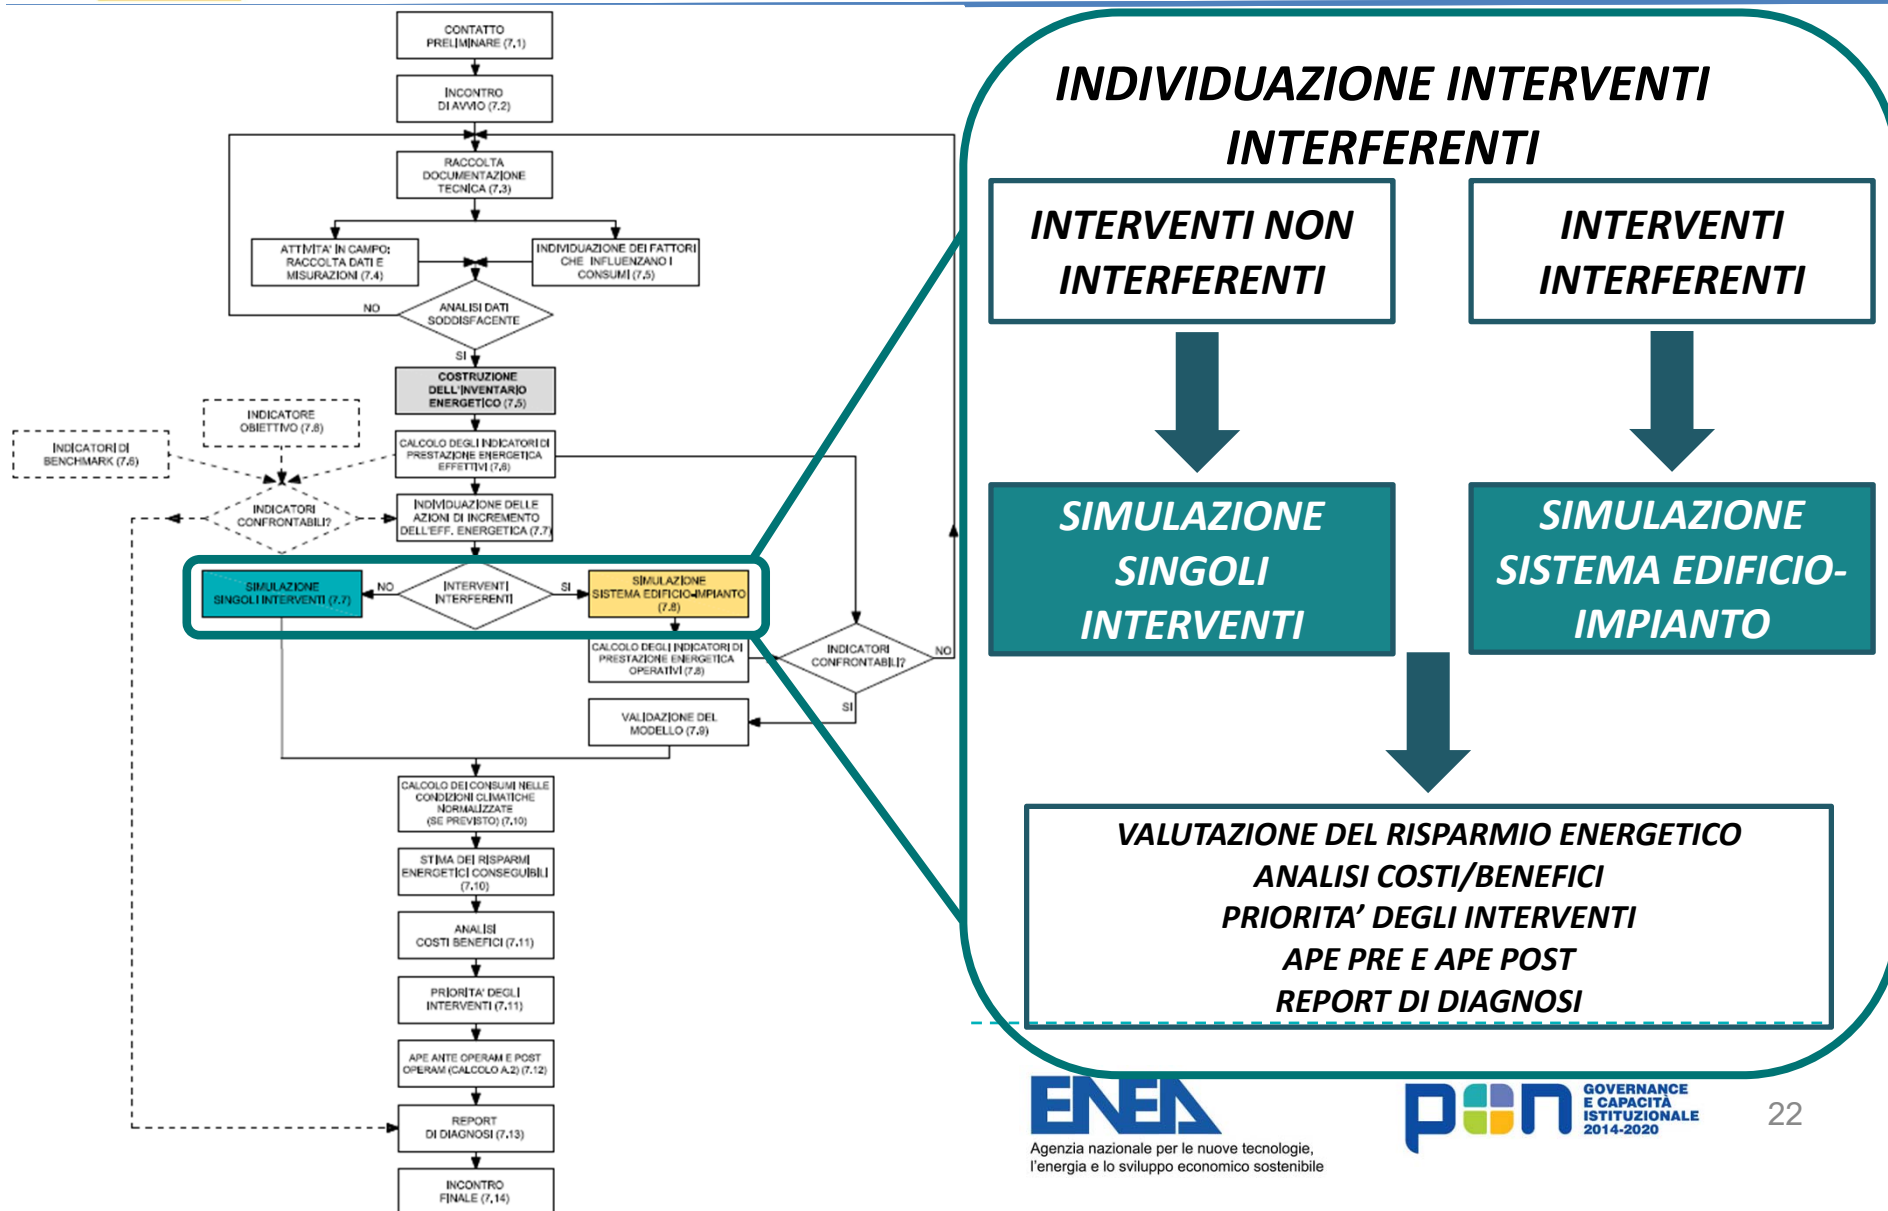 CONTATTO
PRELIMINARE (7.1)
INCONTRO
DI AVVIO (7.2)
RACCOLTA
DOCUMENTAZIONE
TECNICA (7.3)
ATTIVITA' IN CAMPO:
RACCOLTA DATI E
MISURAZIONI (7.4)
INDIVIDUAZIONE DEI FATTORI
CHE INFLUENZANO I
CONSUMI (7.5)
NO
ANALISI DATI
SODDISFACENTE
SI
COSTRUZIONE
DELL'INVENTARIO
ENERGETICO (7.5)
INDICATORE
OBIETTIVO (7.6)
INDICATORI DI
BENCHMARK (7.6)
CALCOLO DEGLI INDICATORI DI
PRESTAZIONE ENERGETICA
EFFETTIVI (7.6)
INDICATORI
CONFRONTABILI?
INDIVIDUAZIONE DELLE
AZIONI DI INCREMENTO
DELL'EFF. ENERGETICA (7.7)
SIMULAZIONE
SINGOLI INTERVENTI (7.7)
NO
INTERVENTI
INTERFERENTI
SI
SIMULAZIONE
SISTEMA EDIFICIO-IMPIANTO
(7.8)
CALCOLO DEGLI INDICATORI DI
PRESTAZIONE ENERGETICA
OPERATIVI (7.8)
INDICATORI
CONFRONTABILI?
NO
SI
VALIDAZIONE DEL
MODELLO (7.9)
CALCOLO DEI CONSUMI NELLE
CONDIZIONI CLIMATICHE
NORMALIZZATE
(SE PREVISTO) (7.10)
STIMA DEI RISPARMI
ENERGETICI CONSEGUIBILI
(7.10)
ANALISI
COSTI BENEFICI (7.11)
PRIORITA' DEGLI
INTERVENTI (7.11)
APE ANTE OPERAM E POST
OPERAM (CALCOLO A.2) (7.12)
REPORT
DI DIAGNOSI (7.13)
INCONTRO
FINALE (7.14)
INDIVIDUAZIONE INTERVENTI
INTERFERENTI
INTERVENTI NON
INTERFERENTI
INTERVENTI
INTERFERENTI
SIMULAZIONE
SINGOLI
INTERVENTI
SIMULAZIONE
SISTEMA EDIFICIO-
IMPIANTO
VALUTAZIONE DEL RISPARMIO ENERGETICO
ANALISI COSTI/BENEFICI
PRIORITA’ DEGLI INTERVENTI
APE PRE E APE POST
REPORT DI DIAGNOSI
ENEA
Agenzia nazionale per le nuove tecnologie,
l'energia e lo sviluppo economico sostenibile
pon
GOVERNANCE
E CAPACITÀ
ISTITUZIONALE
2014-2020
22